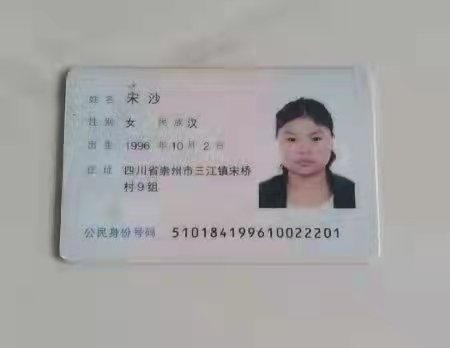 姓名 宋沙
性别 女 民族 汉
出生 1996 年 10 月 2 日
住址 四川省崇州市三江镇宋桥
村9组
公民身份号码 510184199610022201